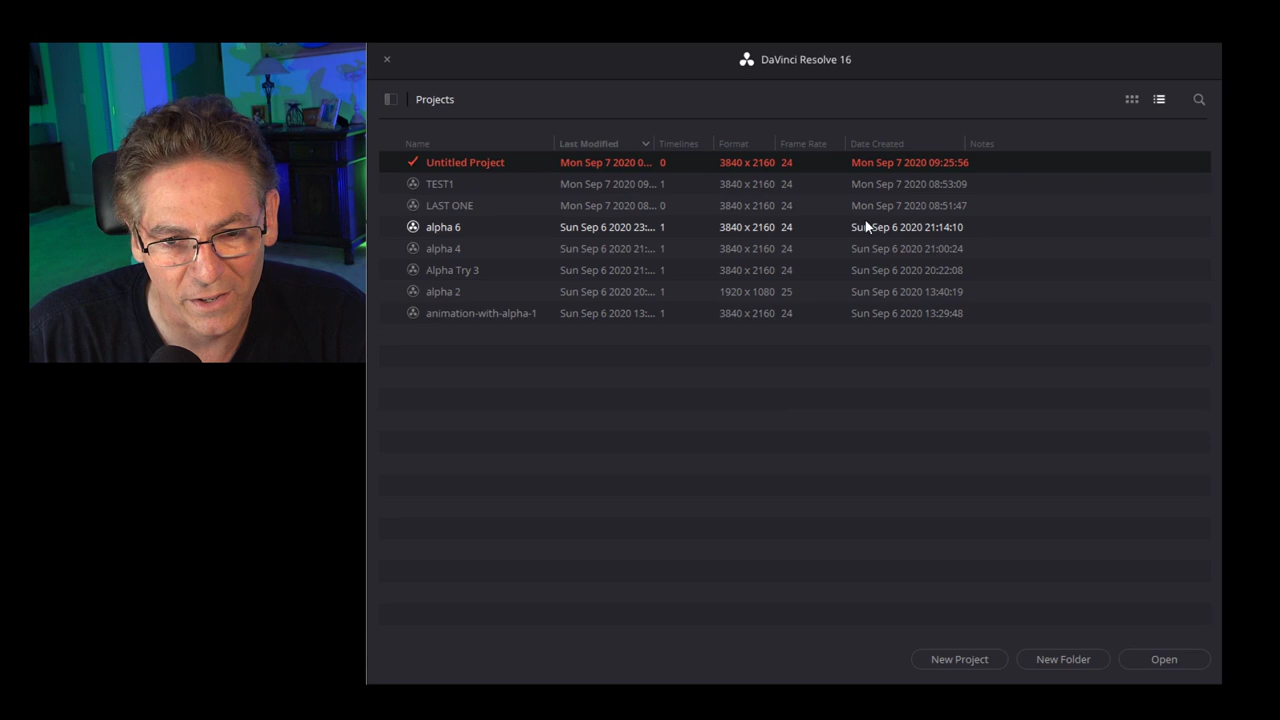 DaVinci Resolve 16
Projects
Name Last Modified Timelines Format Frame Rate Date Created Notes
Untitled Project Mon Sep 7 2020 0... 0 3840 x 2160 24 Mon Sep 7 2020 09:25:56
TEST1 Mon Sep 7 2020 09... 1 3840 x 2160 24 Mon Sep 7 2020 08:53:09
LAST ONE Mon Sep 7 2020 08... 0 3840 x 2160 24 Mon Sep 7 2020 08:51:47
alpha 6 Sun Sep 6 2020 23:... 1 3840 x 2160 24 Sun Sep 6 2020 21:14:10
alpha 4 Sun Sep 6 2020 21:... 1 3840 x 2160 24 Sun Sep 6 2020 21:00:24
Alpha Try 3 Sun Sep 6 2020 21:... 1 3840 x 2160 24 Sun Sep 6 2020 20:22:08
alpha 2 Sun Sep 6 2020 20:... 1 1920 x 1080 25 Sun Sep 6 2020 13:40:19
animation-with-alpha-1 Sun Sep 6 2020 13:... 1 3840 x 2160 24 Sun Sep 6 2020 13:29:48
New Project New Folder Open